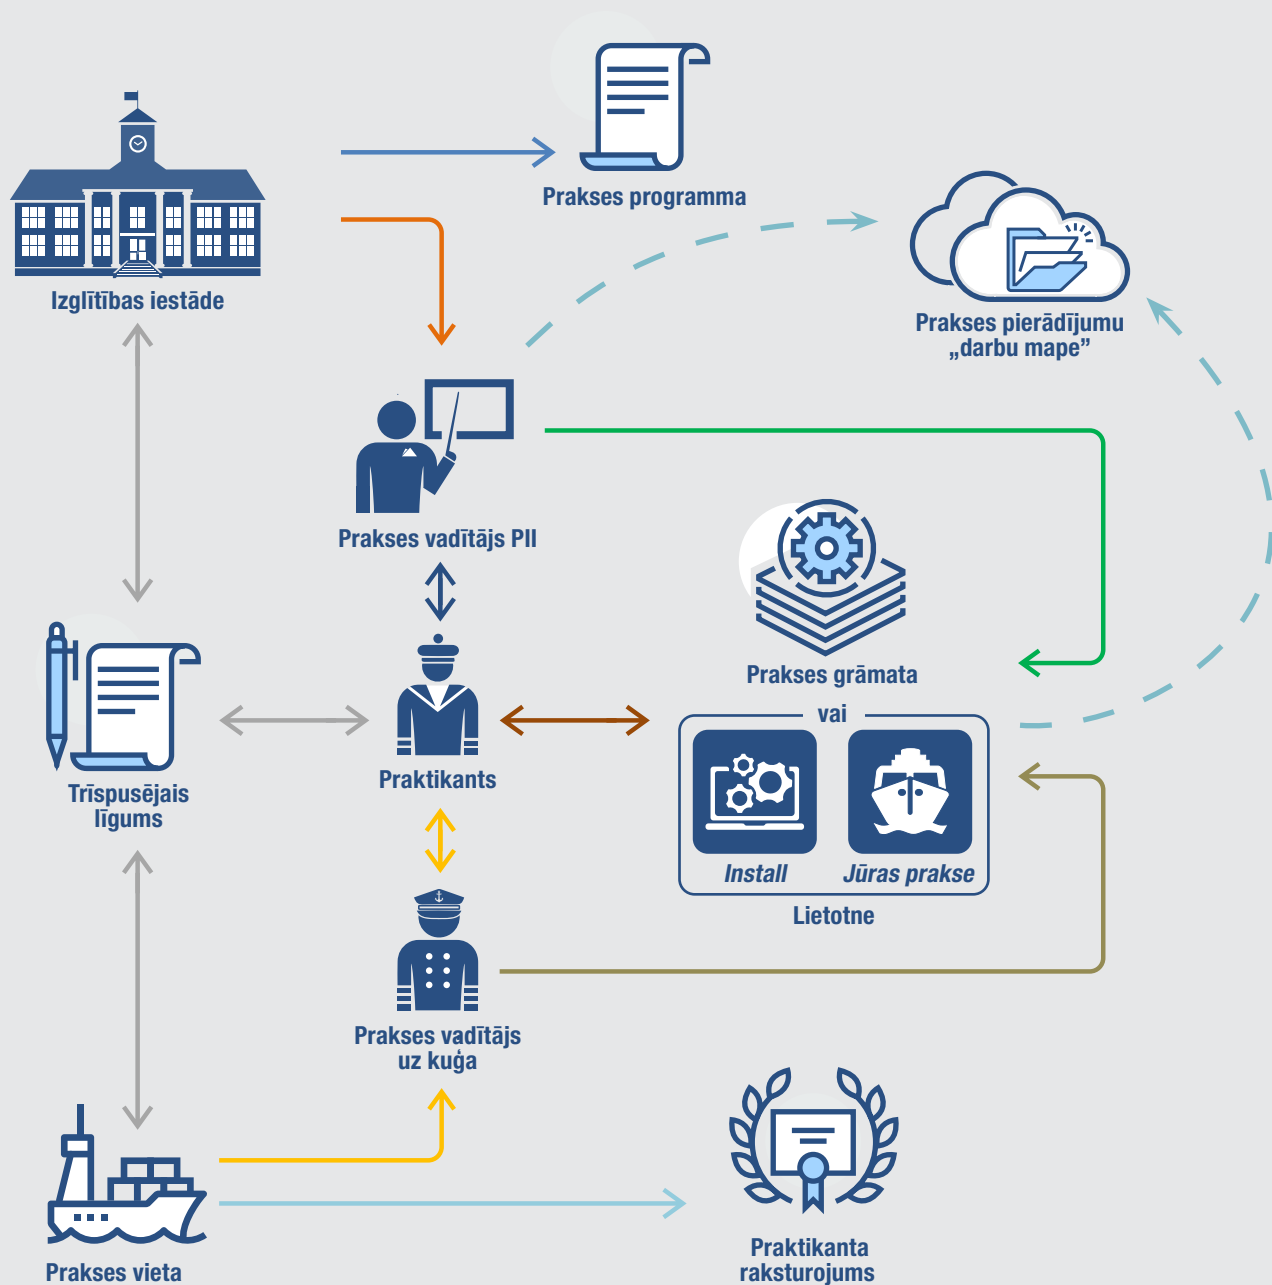 Prakses programma
Izglītības iestāde
Prakses pierādījumu
„darbu mape”
Prakses vadītājs PII
Prakses grāmata
vai
Praktikants
Trīspusējais
līgums
Install
Jūras prakse
Lietotne
Prakses vadītājs
uz kuģa
Praktikanta
raksturojums
Prakses vieta